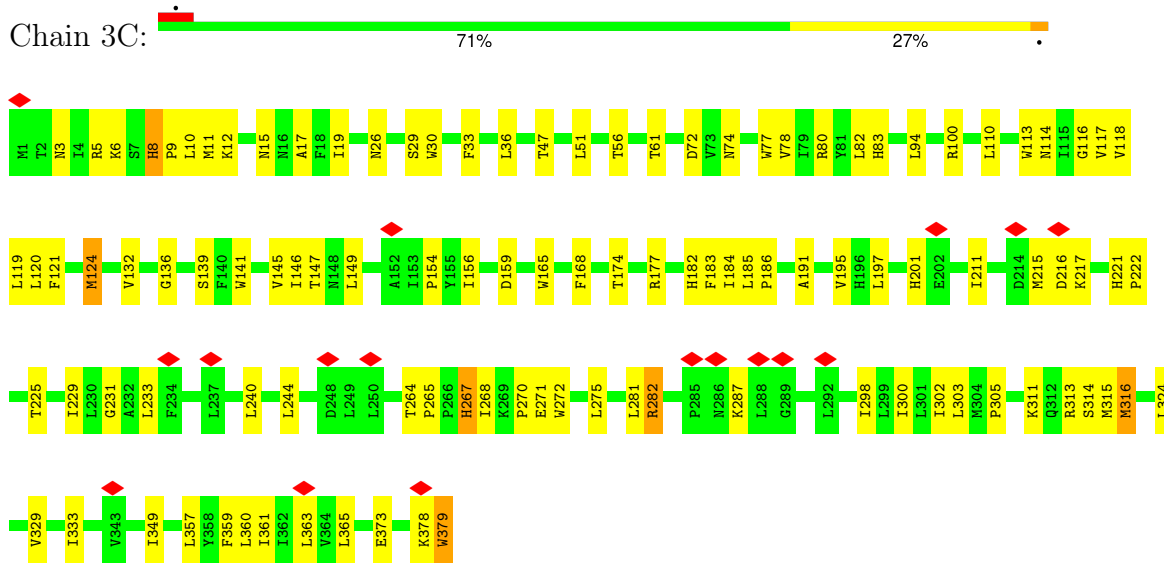 Chain 3C:
71% 27%
M1 T2 N3 I4 R5 K6 S7 H8 P9 L10 M11 K12 N15 N16 A17 F18 I19 N26 S29 W30 F33 L36 T47 L51 T56 T61 D72 V73 N74 W77 V78 I79 R80 Y81 L82 H83 L94 R100 L110 W113 N114 I115 G116 V117 V118
L119 L120 F121 M124 V132 G136 S139 F140 W141 V145 I146 T147 N148 L149 A152 I153 P154 Y155 I156 D159 W165 F168 T174 R177 H182 F183 I184 L185 P186 A191 V195 H196 L197 H201 E202 I211 D214 M215 D216 K217 H221 P222
T225 I229 L230 G231 A232 L233 F234 L237 L240 L244 D248 L249 L250 T264 P265 P266 H267 I268 K269 P270 E271 W272 L275 L281 R282 P285 N286 K287 L288 G289 L292 I298 L299 I300 L301 I302 L303 M304 P305 K311 Q312 R313 S314 M315 M316 L324
V329 I333 V343 I349 L357 Y358 F359 L360 I361 I362 L363 V364 L365 E373 K378 W379